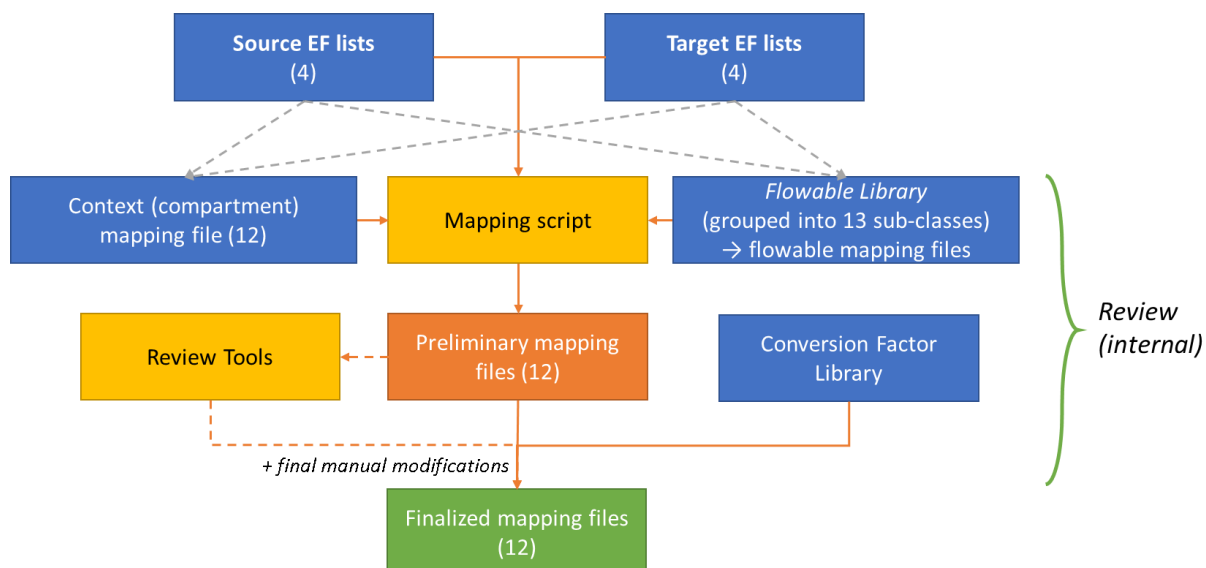 Source EF lists
(4)
Target EF lists
(4)
Context (compartment)
mapping file (12)
Mapping script
Flowable Library
(grouped into 13 sub-classes)
→ flowable mapping files
Review Tools
Preliminary mapping
files (12)
Conversion Factor
Library
Review
(internal)
+ final manual modifications
Finalized mapping files
(12)